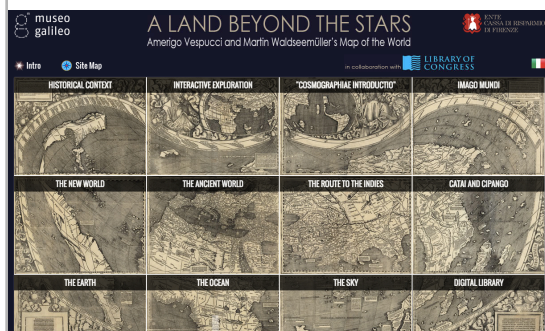 museo
galileo
A LAND BEYOND THE STARS
Amerigo Vespucci and Martin Waldseemüller's Map of the World
ENTE
CASSA DI RISPARMIO
DI FIRENZE
Intro
Site Map
in collaboration with
LIBRARY OF
CONGRESS
HISTORICAL CONTEXT
INTERACTIVE EXPLORATION
"COSMOGRAPHIAE INTRODUCTIO"
IMAGO MUNDI
THE NEW WORLD
THE ANCIENT WORLD
THE ROUTE TO THE INDIES
CATAI AND CIPANGO
THE EARTH
THE OCEAN
THE SKY
DIGITAL LIBRARY